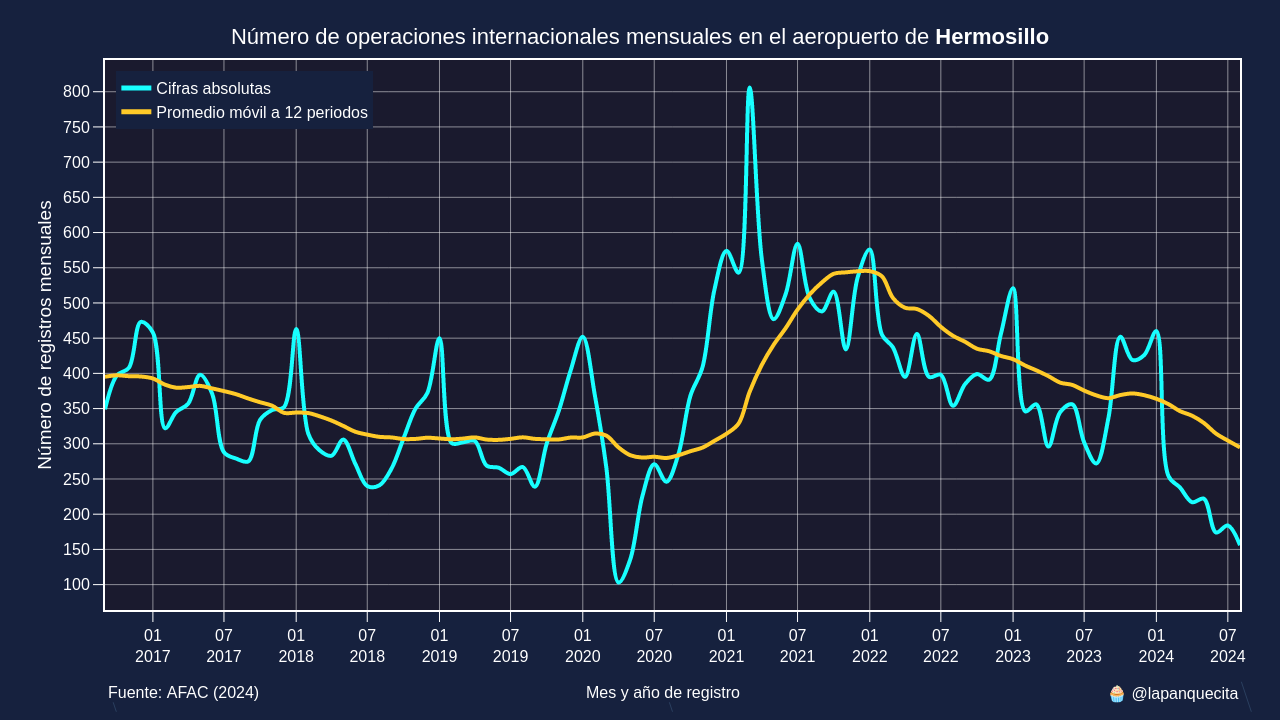 Número de operaciones internacionales mensuales en el aeropuerto de Hermosillo
Cifras absolutas
Promedio móvil a 12 periodos
Número de registros mensuales
800
750
700
650
600
550
500
450
400
350
300
250
200
150
100
01 07 01 07 01 07 01 07 01 07 01 07 01 07 01 07
2017 2017 2018 2018 2019 2019 2020 2020 2021 2021 2022 2022 2023 2023 2024 2024
Fuente: AFAC (2024)
Mes y año de registro
🧁 @lapanquecita